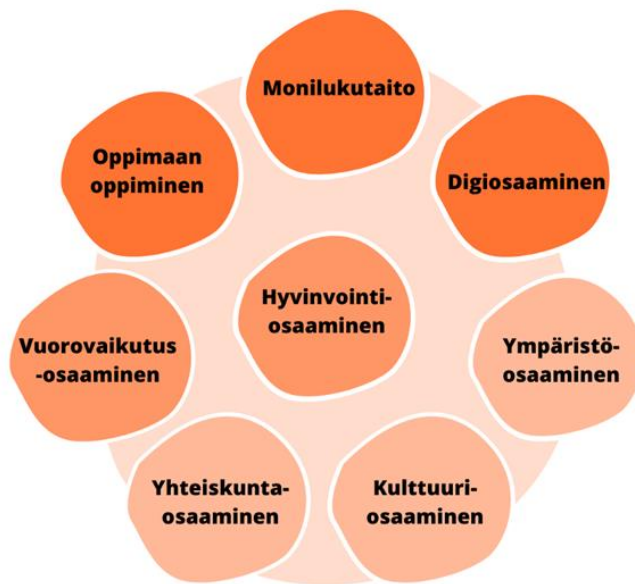 Monilukutaito
Oppimaan
oppiminen
Digiosaaminen
Hyvinvointi-
osaaminen
Vuorovaikutus
-osaaminen
Ympäristö-
osaaminen
Yhteiskunta-
osaaminen
Kulttuuri-
osaaminen